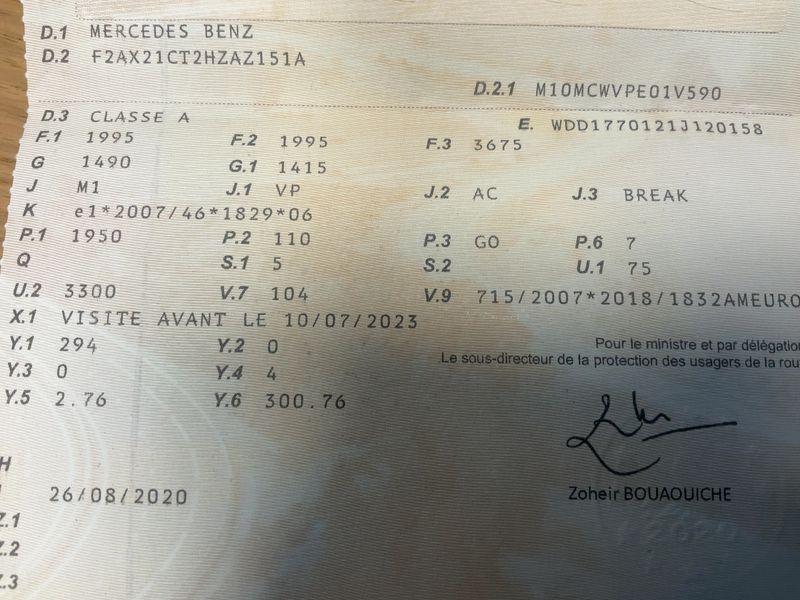 D.1 MERCEDES BENZ
D.2 F2AX21CT2HZAZ151A
D.2.1 M10MCWVPE01V590
D.3 CLASSE A
E. WDD1770121J120158
F.1 1995 F.2 1995 F.3 3675
G 1490 G.1 1415
J M1 J.1 VP J.2 AC J.3 BREAK
K e1*2007/46*1829*06
P.1 1950 P.2 110 P.3 GO P.6 7
Q S.1 5 S.2 U.1 75
U.2 3300 V.7 104 V.9 715/2007*2018/1832AMEURO
X.1 VISITE AVANT LE 10/07/2023
Y.1 294 Y.2 0
Y.3 0 Y.4 4
Y.5 2.76 Y.6 300.76
Pour le ministre et par délégation
Le sous-directeur de la protection des usagers de la rou
Zoheir BOUAOUICHE
H
26/08/2020
Z.1
Z.2
Z.3